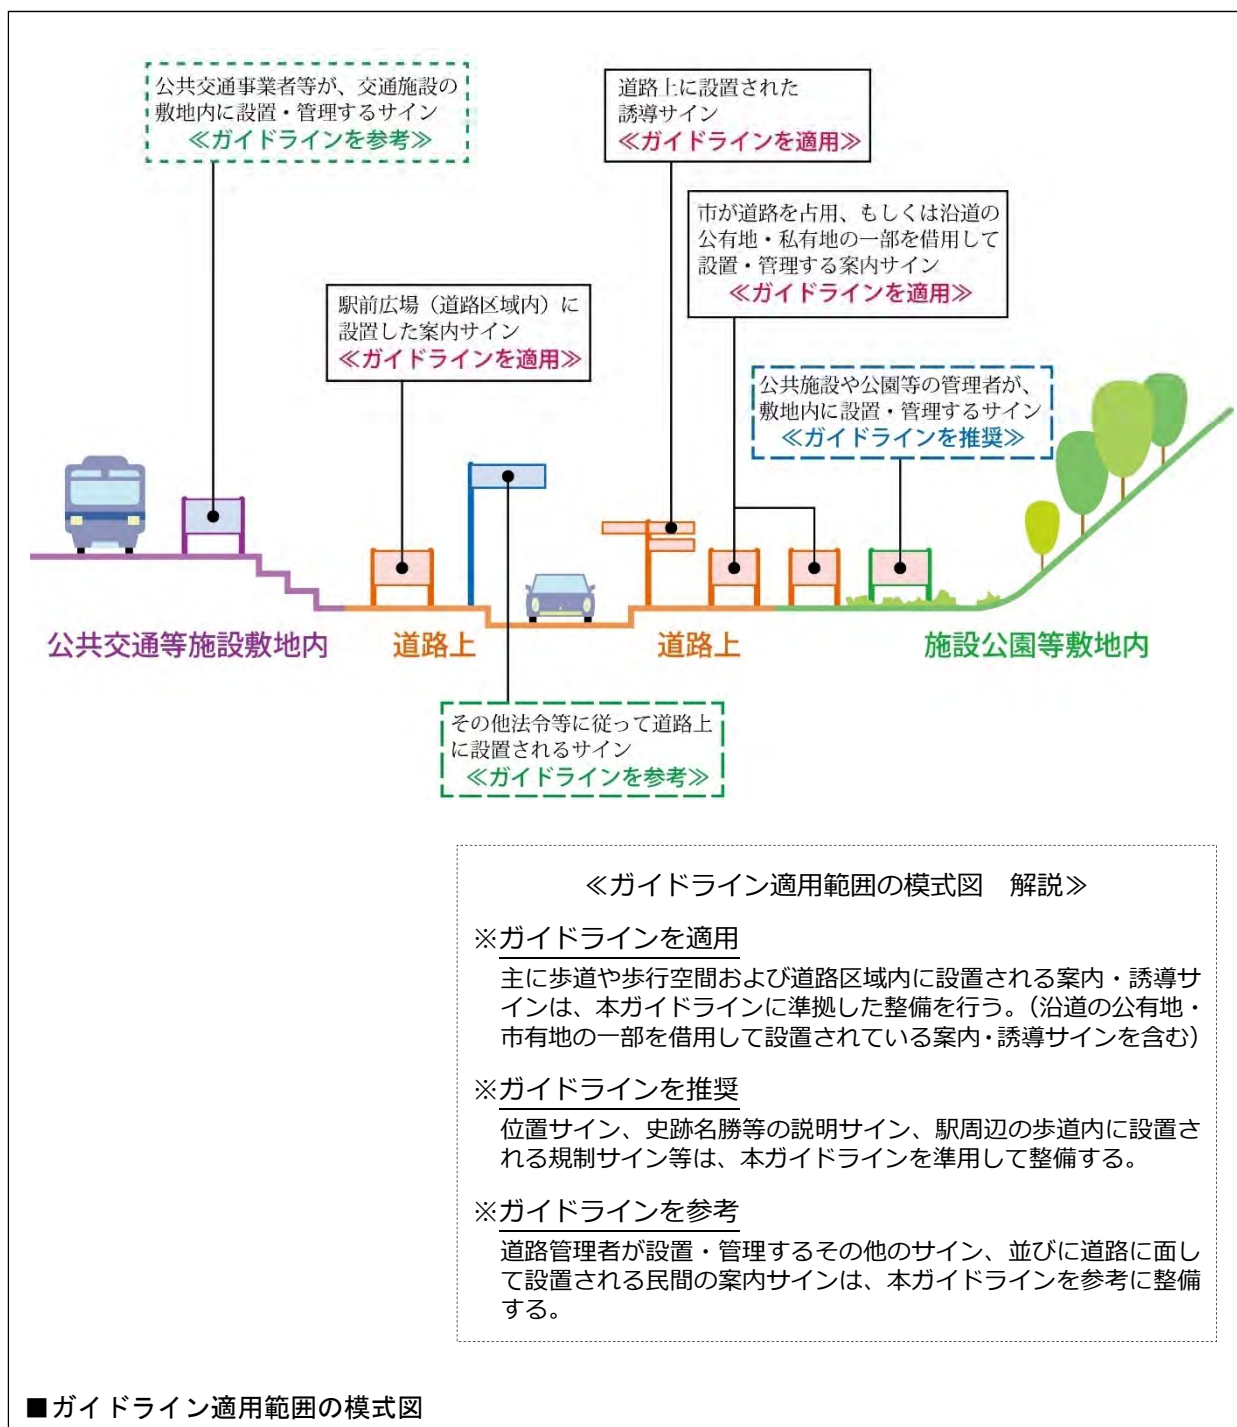 公共交通事業者等が、交通施設の
敷地内に設置・管理するサイン
≪ガイドラインを参考≫
道路上に設置された
誘導サイン
≪ガイドラインを適用≫
市が道路を占用、もしくは沿道の
公有地・私有地の一部を借用して
設置・管理する案内サイン
≪ガイドラインを適用≫
駅前広場（道路区域内）に
設置した案内サイン
≪ガイドラインを適用≫
公共施設や公園等の管理者が、
敷地内に設置・管理するサイン
≪ガイドラインを推奨≫
公共交通等施設敷地内
道路上
道路上
施設公園等敷地内
その他法令等に従って道路上
に設置されるサイン
≪ガイドラインを参考≫
≪ガイドライン適用範囲の模式図　解説≫
※ガイドラインを適用
主に歩道や歩行空間および道路区域内に設置される案内・誘導サ
インは、本ガイドラインに準拠した整備を行う。（沿道の公有地・
市有地の一部を借用して設置されている案内・誘導サインを含む）
※ガイドラインを推奨
位置サイン、史跡名勝等の説明サイン、駅周辺の歩道内に設置さ
れる規制サイン等は、本ガイドラインを準用して整備する。
※ガイドラインを参考
道路管理者が設置・管理するその他のサイン、並びに道路に面し
て設置される民間の案内サインは、本ガイドラインを参考に整備
する。
■ガイドライン適用範囲の模式図